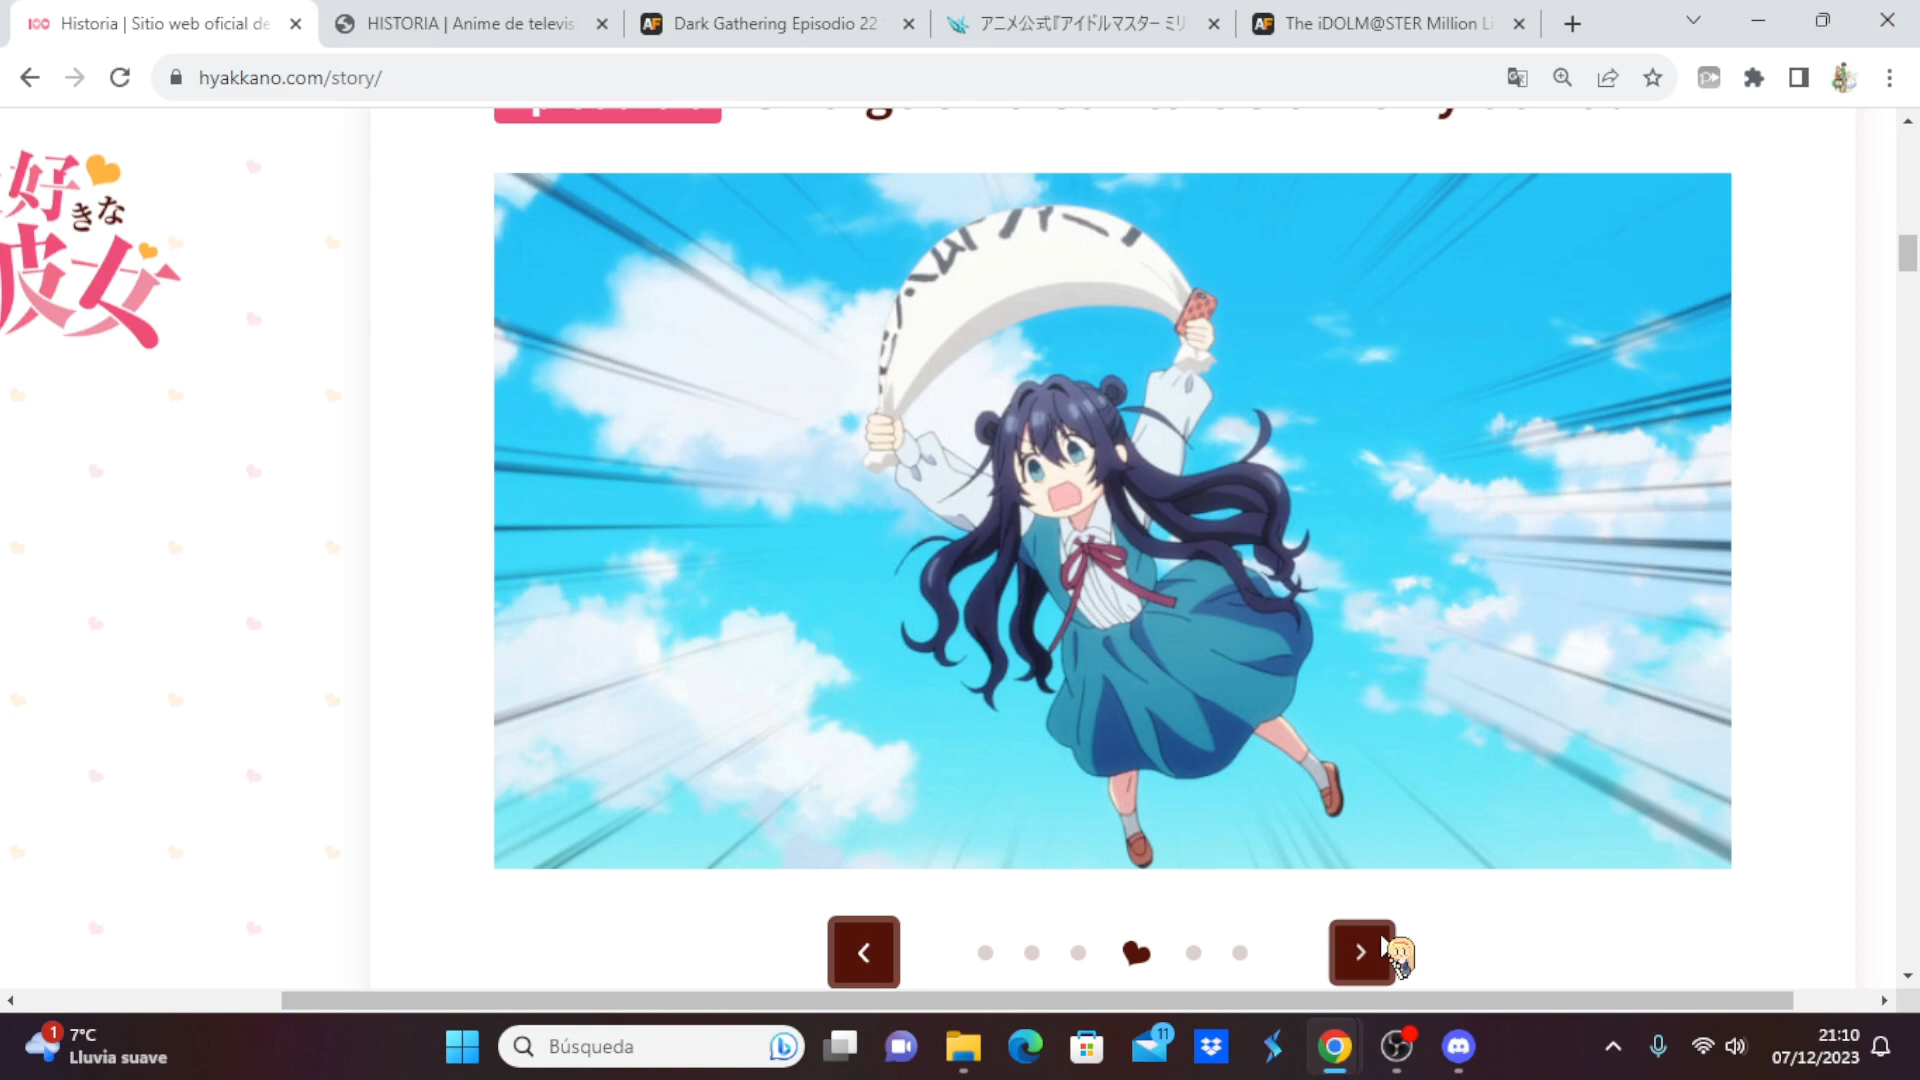 Historia | Sitio web oficial de
HISTORIA | Anime de televis
Dark Gathering Episodio 22
アニメ公式『アイドルマスター ミリ
The iDOLM@STER Million Li
hyakkano.com/story/
好
きな
彼女
7°C
Lluvia suave
1
Búsqueda
11
21:10
07/12/2023